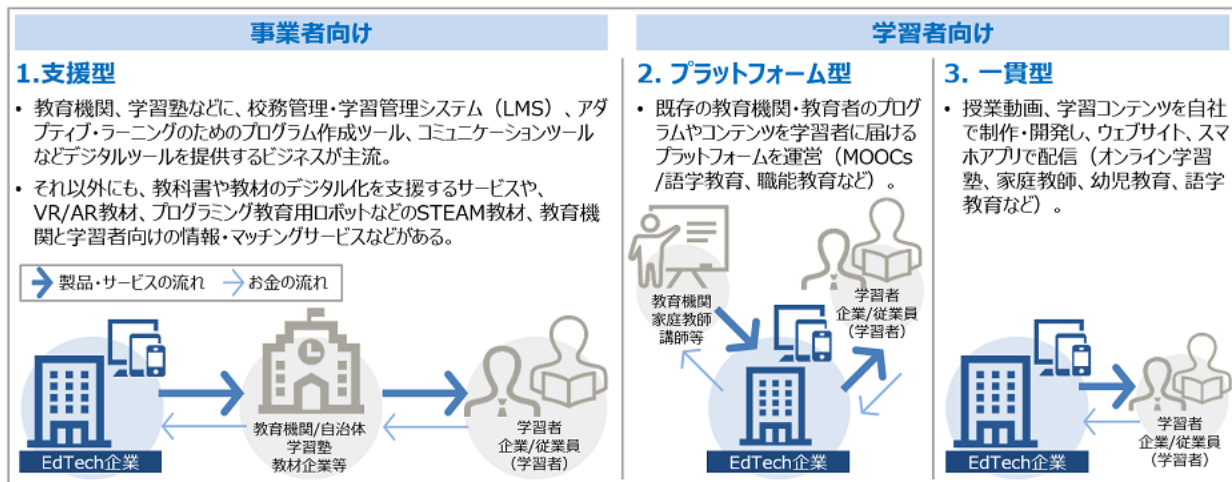 事業者向け
学習者向け
1.支援型
• 教育機関、学習塾などに、校務管理・学習管理システム（LMS）、アダ
プティブ・ラーニングのためのプログラム作成ツール、コミュニケーションツール
などデジタルツールを提供するビジネスが主流。
• それ以外にも、教科書や教材のデジタル化を支援するサービスや、
VR/AR教材、プログラミング教育用ロボットなどのSTEAM教材、教育機
関と学習者向けの情報・マッチングサービスなどがある。
製品・サービスの流れ
お金の流れ
EdTech企業
教育機関/自治体
学習塾
教材企業等
学習者
企業/従業員
（学習者）
2. プラットフォーム型
• 既存の教育機関・教育者のプログ
ラムやコンテンツを学習者に届ける
プラットフォームを運営（MOOCs
/語学教育、職能教育など）。
教育機関
家庭教師
講師等
学習者
企業/従業員
（学習者）
EdTech企業
3. 一貫型
• 授業動画、学習コンテンツを自社
で制作・開発し、ウェブサイト、スマ
ホアプリで配信（オンライン学習
塾、家庭教師、幼児教育、語学
教育など）。
EdTech企業
学習者
企業/従業員
（学習者）